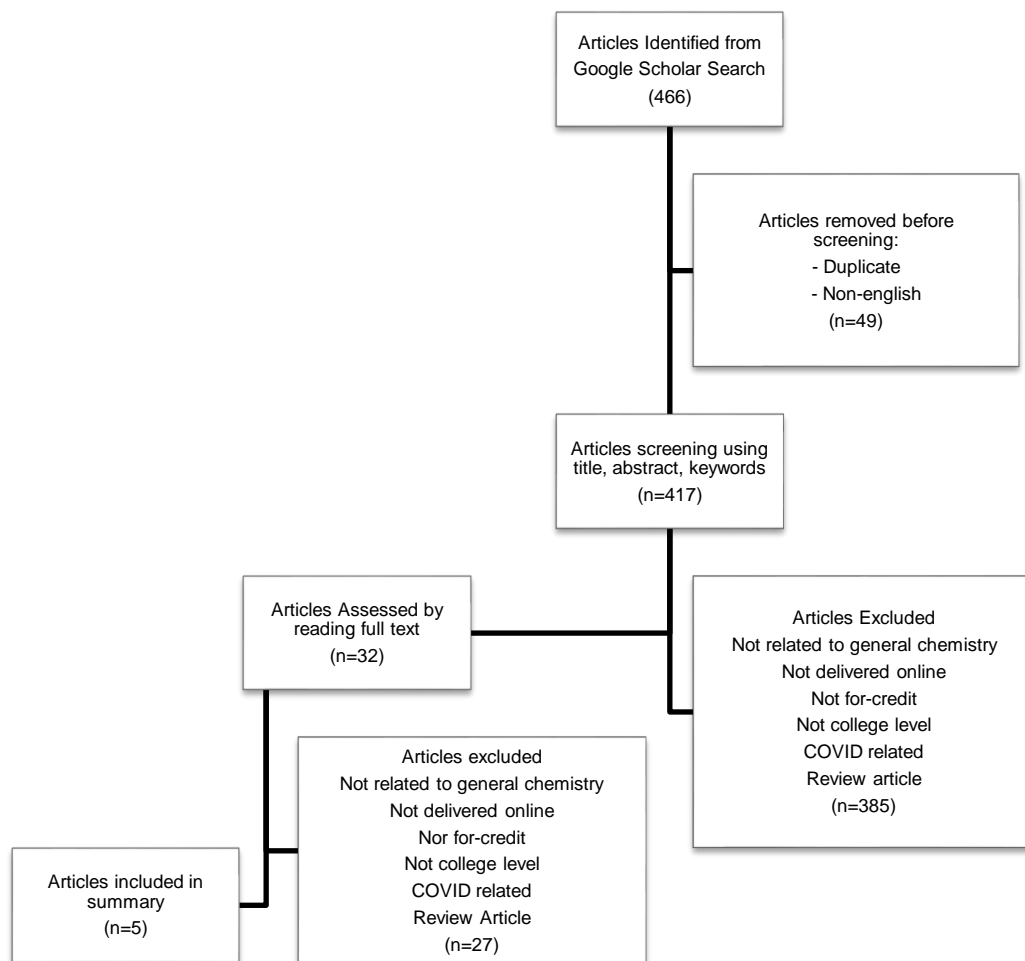 Articles Identified from
Google Scholar Search
(466)
Articles removed before
screening:
- Duplicate
- Non-english
(n=49)
Articles screening using
title, abstract, keywords
(n=417)
Articles Assessed by
reading full text
(n=32)
Articles Excluded
Not related to general chemistry
Not delivered online
Not for-credit
Not college level
COVID related
Review article
(n=385)
Articles excluded
Not related to general chemistry
Not delivered online
Nor for-credit
Not college level
COVID related
Review Article
(n=27)
Articles included in
summary
(n=5)